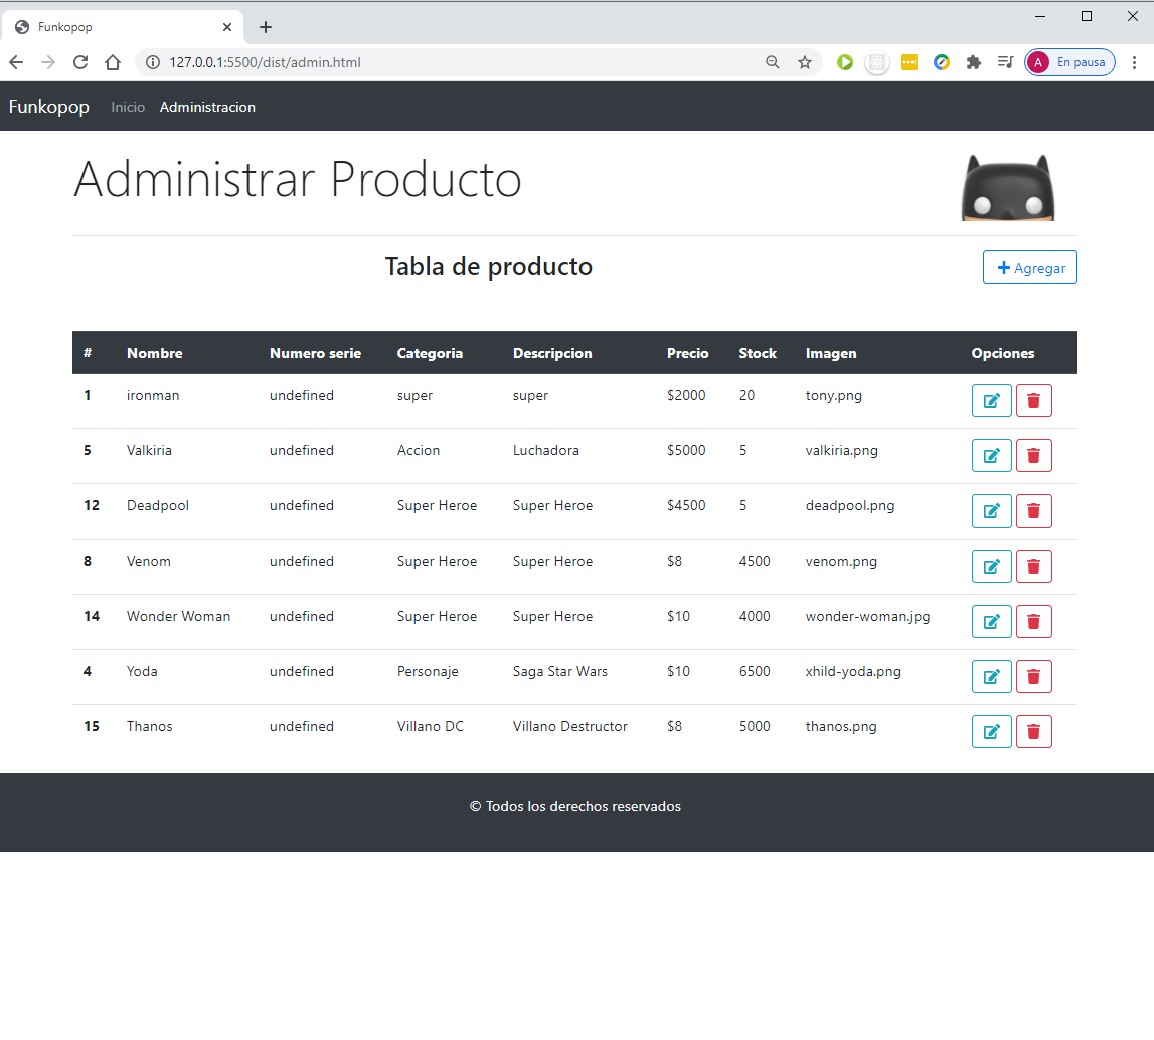 Funkopop
127.0.0.1:5500/dist/admin.html
A En pausa
Funkopop Inicio Administracion
Administrar Producto
Tabla de producto
Agregar
# Nombre Numero serie Categoria Descripcion Precio Stock Imagen Opciones
1 ironman undefined super super $2000 20 tony.png
5 Valkiria undefined Accion Luchadora $5000 5 valkiria.png
12 Deadpool undefined Super Heroe Super Heroe $4500 5 deadpool.png
8 Venom undefined Super Heroe Super Heroe $8 4500 venom.png
14 Wonder Woman undefined Super Heroe Super Heroe $10 4000 wonder-woman.jpg
4 Yoda undefined Personaje Saga Star Wars $10 6500 xhild-yoda.png
15 Thanos undefined Villano DC Villano Destructor $8 5000 thanos.png
© Todos los derechos reservados